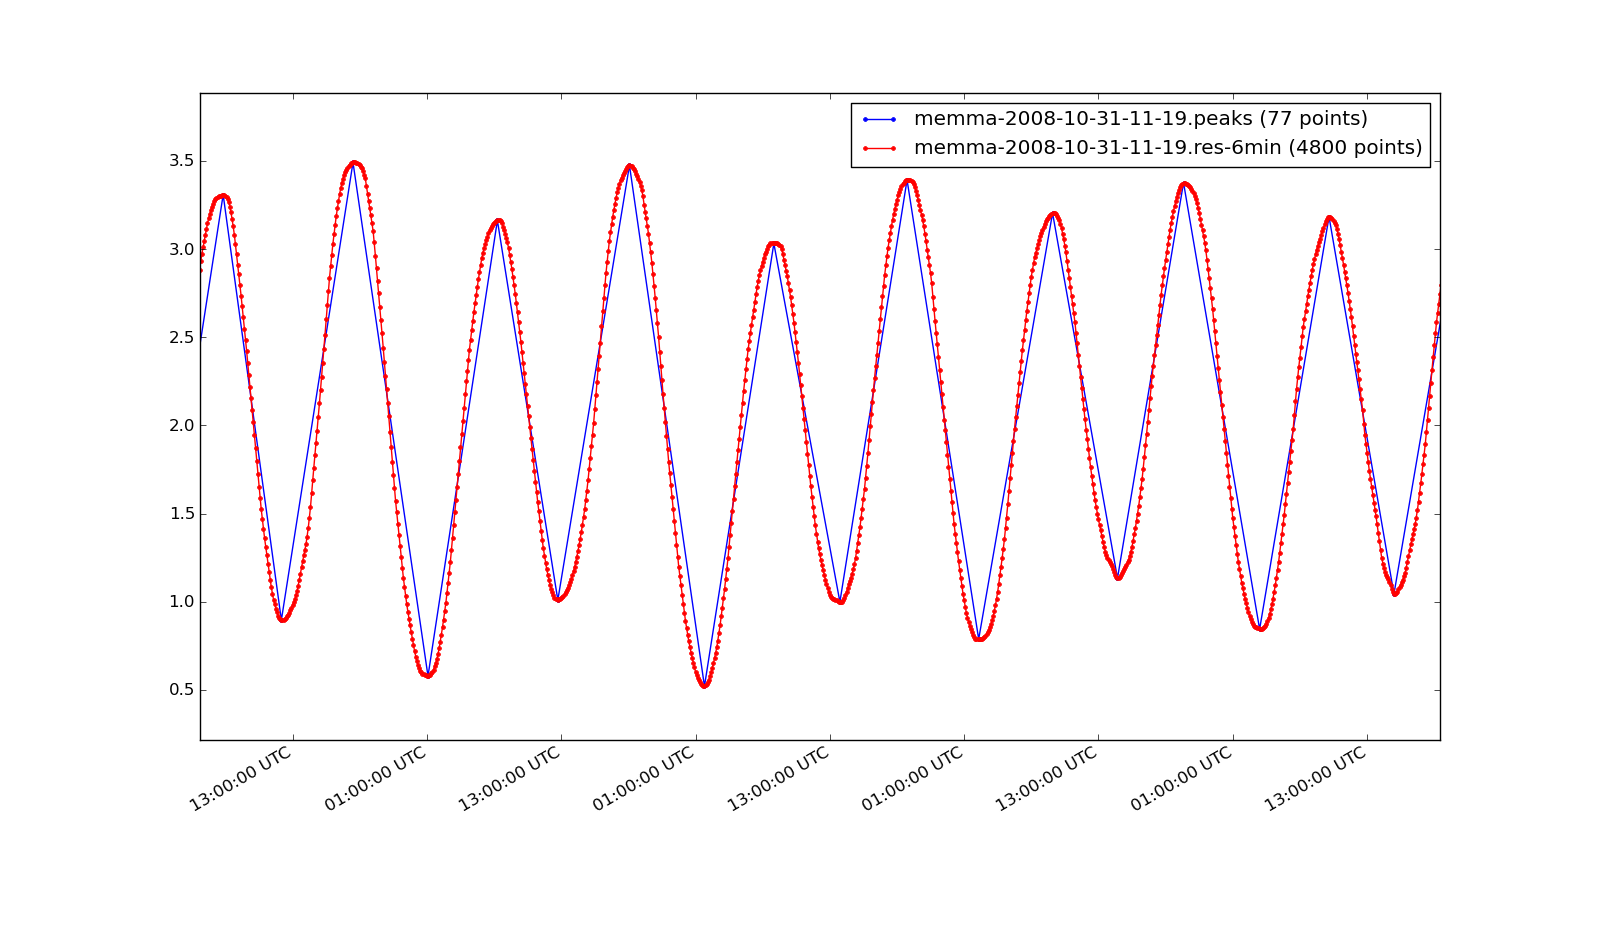 memma-2008-10-31-11-19.peaks (77 points)
memma-2008-10-31-11-19.res-6min (4800 points)
3.5
3.0
2.5
2.0
1.5
1.0
0.5
13:00:00 UTC
01:00:00 UTC
13:00:00 UTC
01:00:00 UTC
13:00:00 UTC
01:00:00 UTC
13:00:00 UTC
01:00:00 UTC
13:00:00 UTC